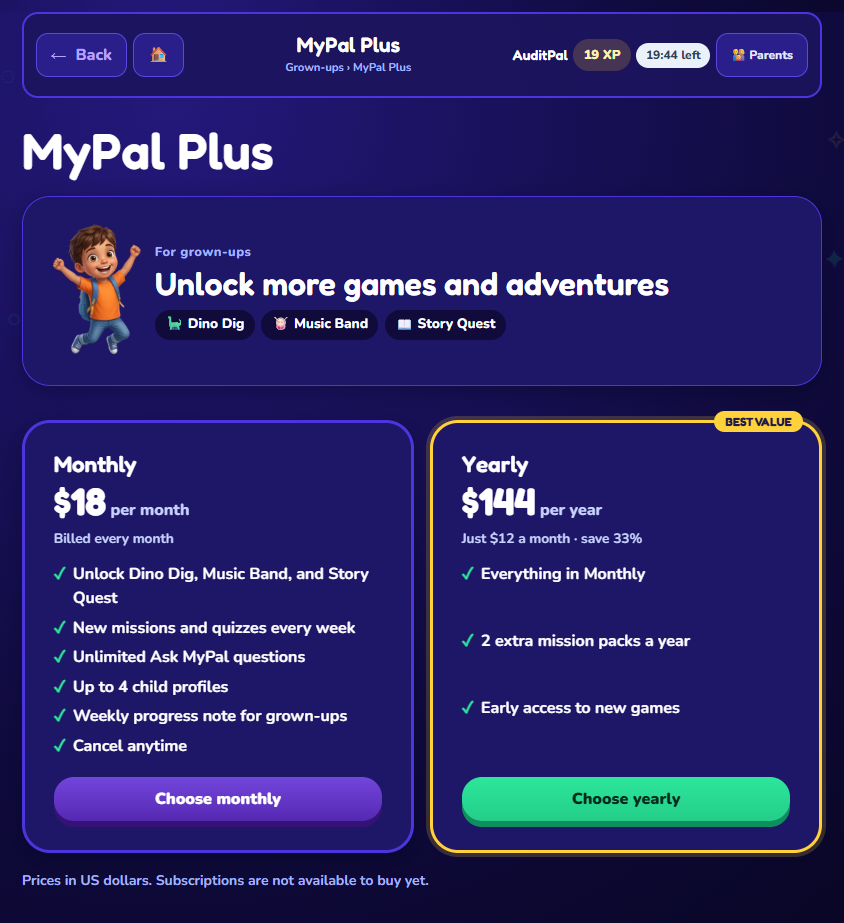 ← Back
MyPal Plus
Grown-ups › MyPal Plus
AuditPal
19 XP
19:44 left
Parents
MyPal Plus
For grown-ups
Unlock more games and adventures
Dino Dig
Music Band
Story Quest
Monthly
$18 per month
Billed every month
✓ Unlock Dino Dig, Music Band, and Story
Quest
✓ New missions and quizzes every week
✓ Unlimited Ask MyPal questions
✓ Up to 4 child profiles
✓ Weekly progress note for grown-ups
✓ Cancel anytime
Choose monthly
BEST VALUE
Yearly
$144 per year
Just $12 a month · save 33%
✓ Everything in Monthly
✓ 2 extra mission packs a year
✓ Early access to new games
Choose yearly
Prices in US dollars. Subscriptions are not available to buy yet.